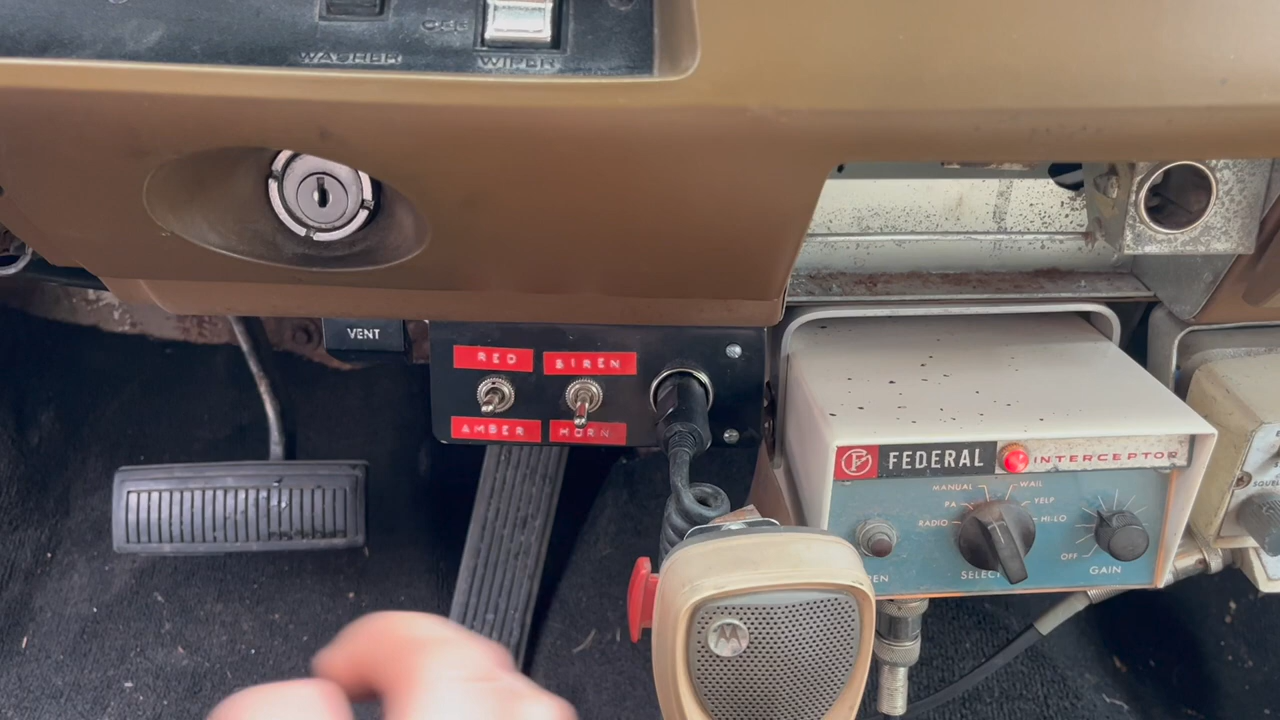 OFF
WASHER
WIPER
VENT
RED
SIREN
AMBER
HORN
FEDERAL
INTERCEPTOR
MANUAL
WAIL
PA
YELP
RADIO
HI-LO
OFF
SELECT
GAIN